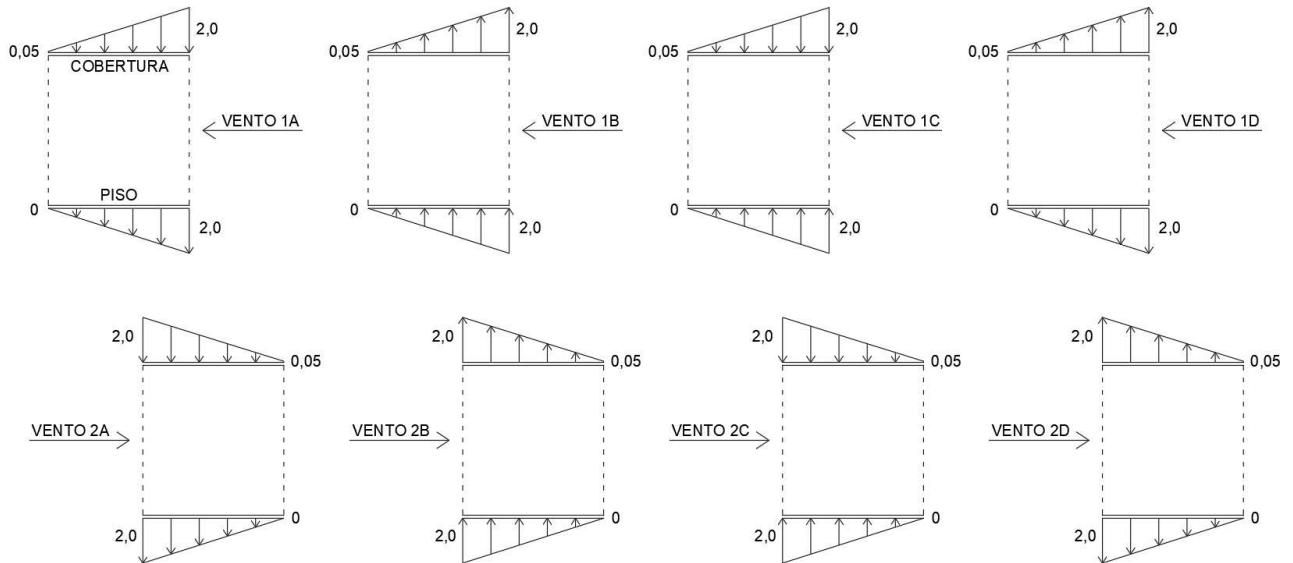 2,0 2,0 2,0 2,0
0,05 0,05 0,05 0,05
COBERTURA
VENTO 1A VENTO 1B VENTO 1C VENTO 1D
PISO
0 0 0 0
2,0 2,0 2,0 2,0
2,0 2,0 2,0 2,0
0,05 0,05 0,05 0,05
VENTO 2A VENTO 2B VENTO 2C VENTO 2D
0 0 0 0
2,0 2,0 2,0 2,0